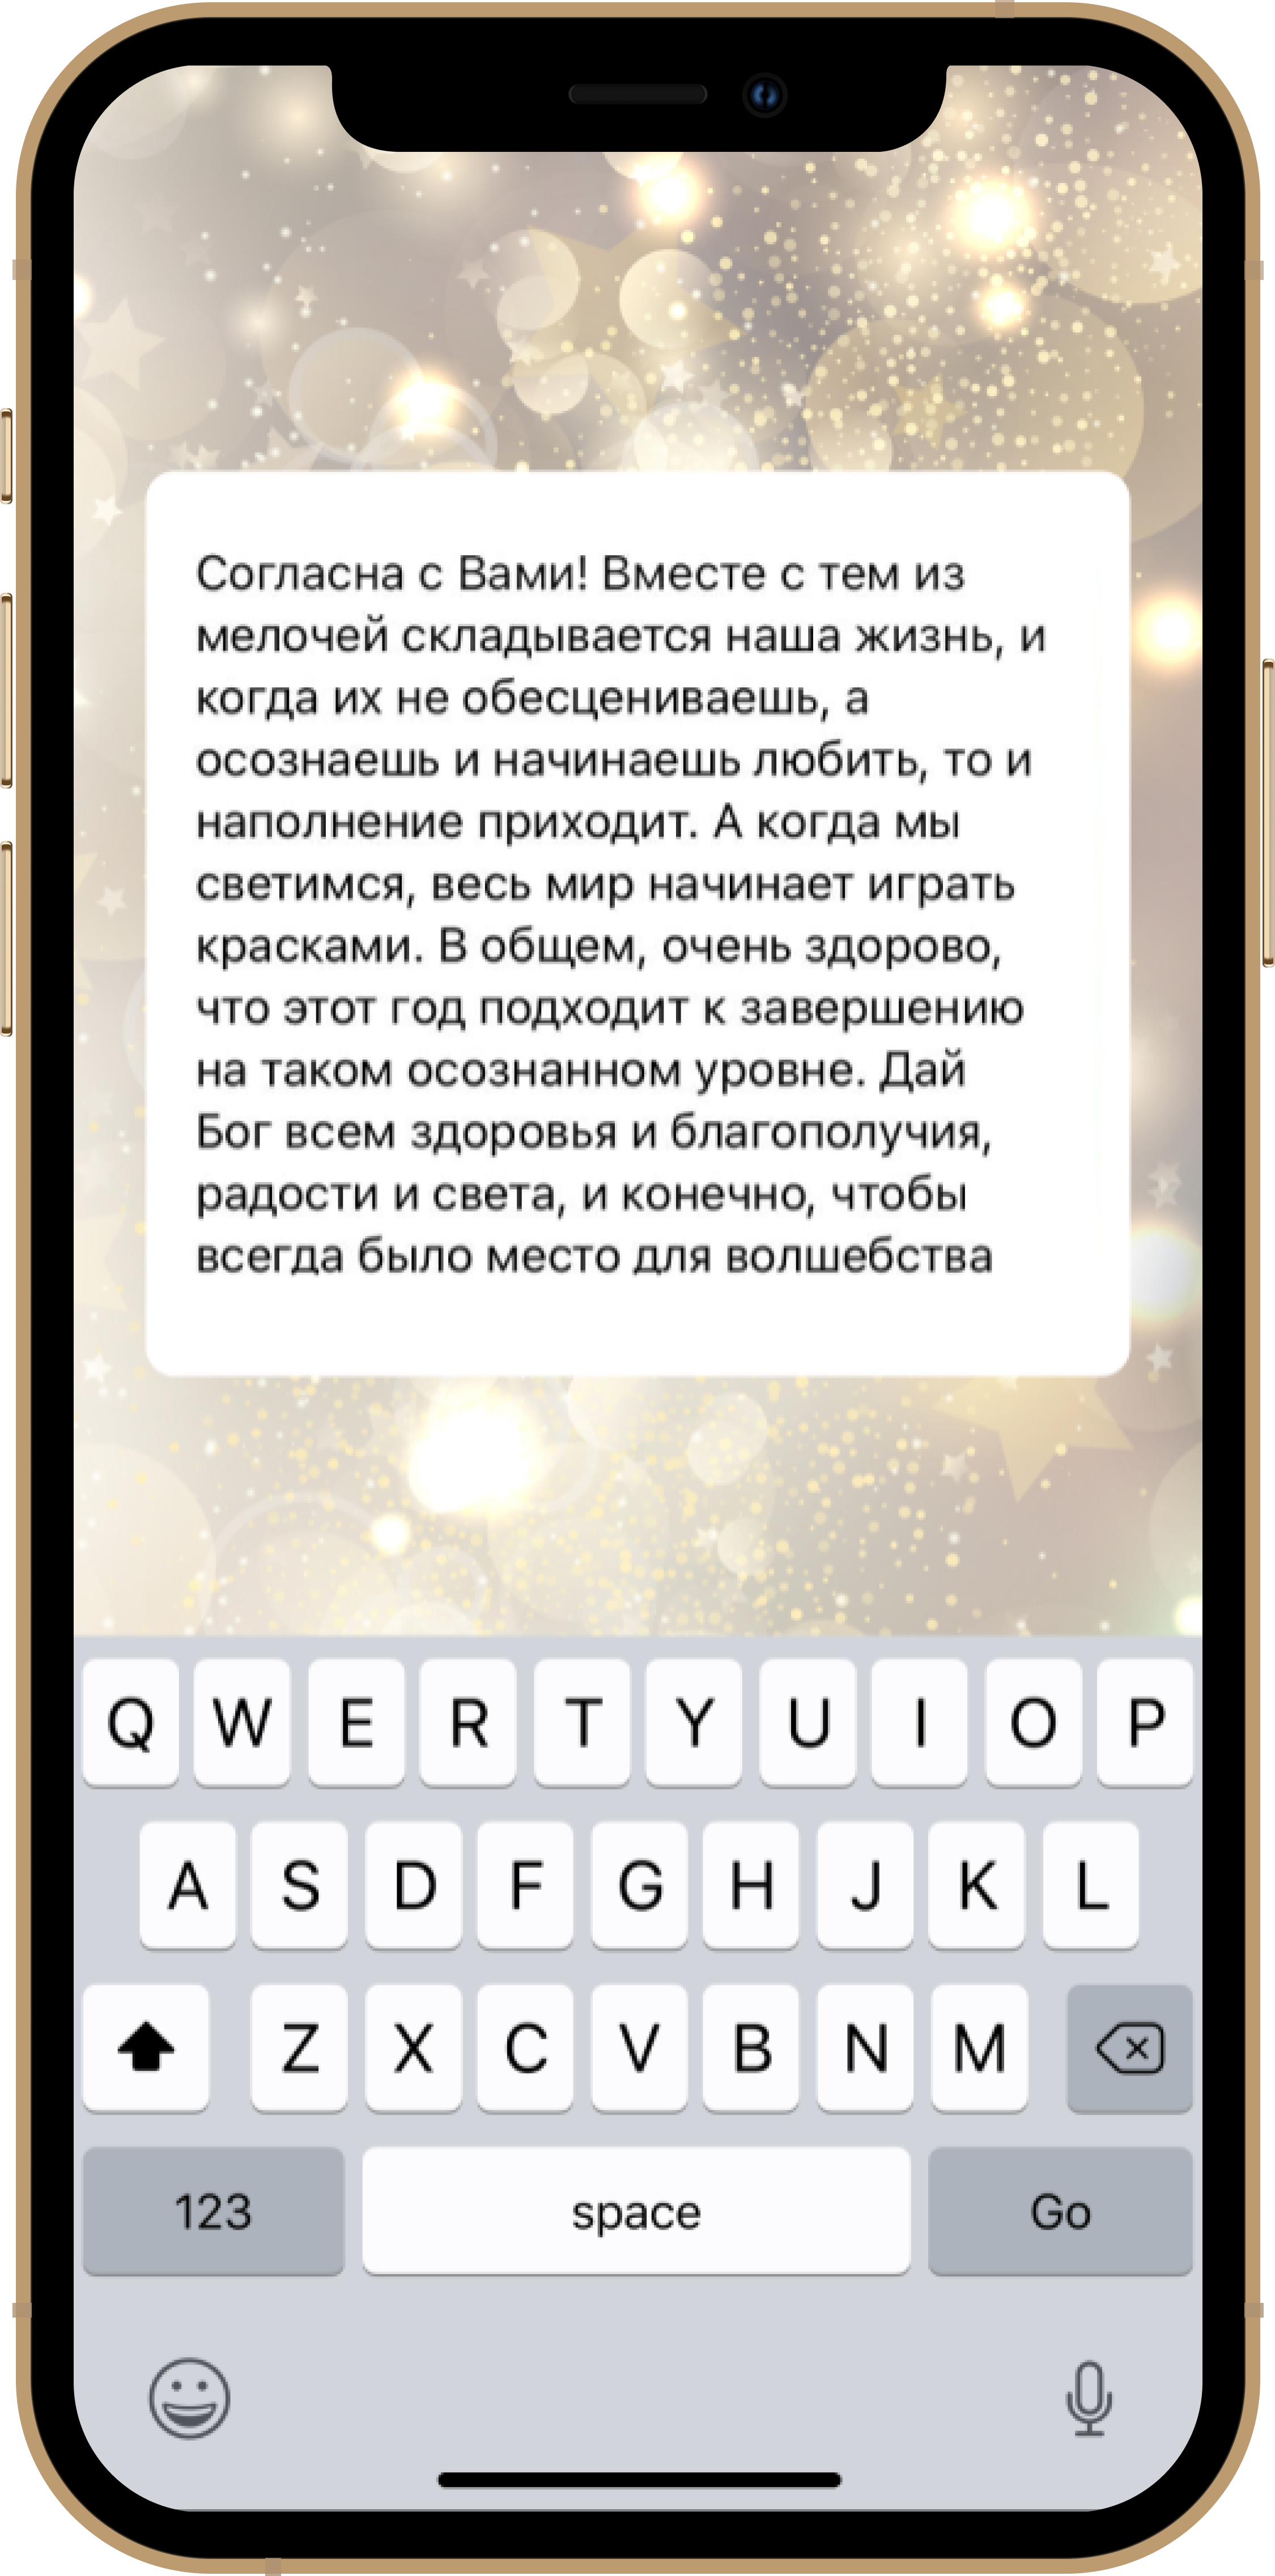 Согласна с Вами! Вместе с тем из
мелочей складывается наша жизнь, и
когда их не обесцениваешь, а
осознаешь и начинаешь любить, то и
наполнение приходит. А когда мы
светимся, весь мир начинает играть
красками. В общем, очень здорово,
что этот год подходит к завершению
на таком осознанном уровне. Дай
Бог всем здоровья и благополучия,
радости и света, и конечно, чтобы
всегда было место для волшебства
Q W E R T Y U I O P
A S D F G H J K L
Z X C V B N M
123 space Go